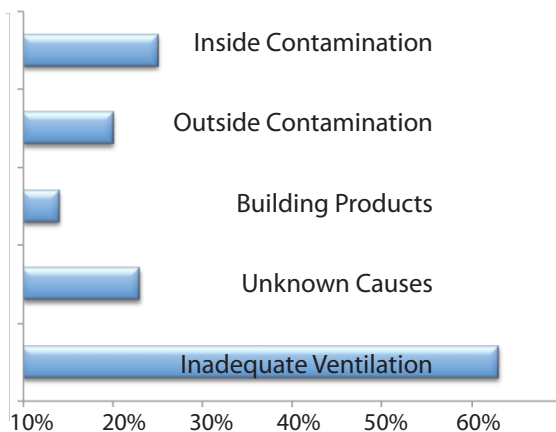 Inside Contamination
Outside Contamination
Building Products
Unknown Causes
Inadequate Ventilation
10% 20% 30% 40% 50% 60%